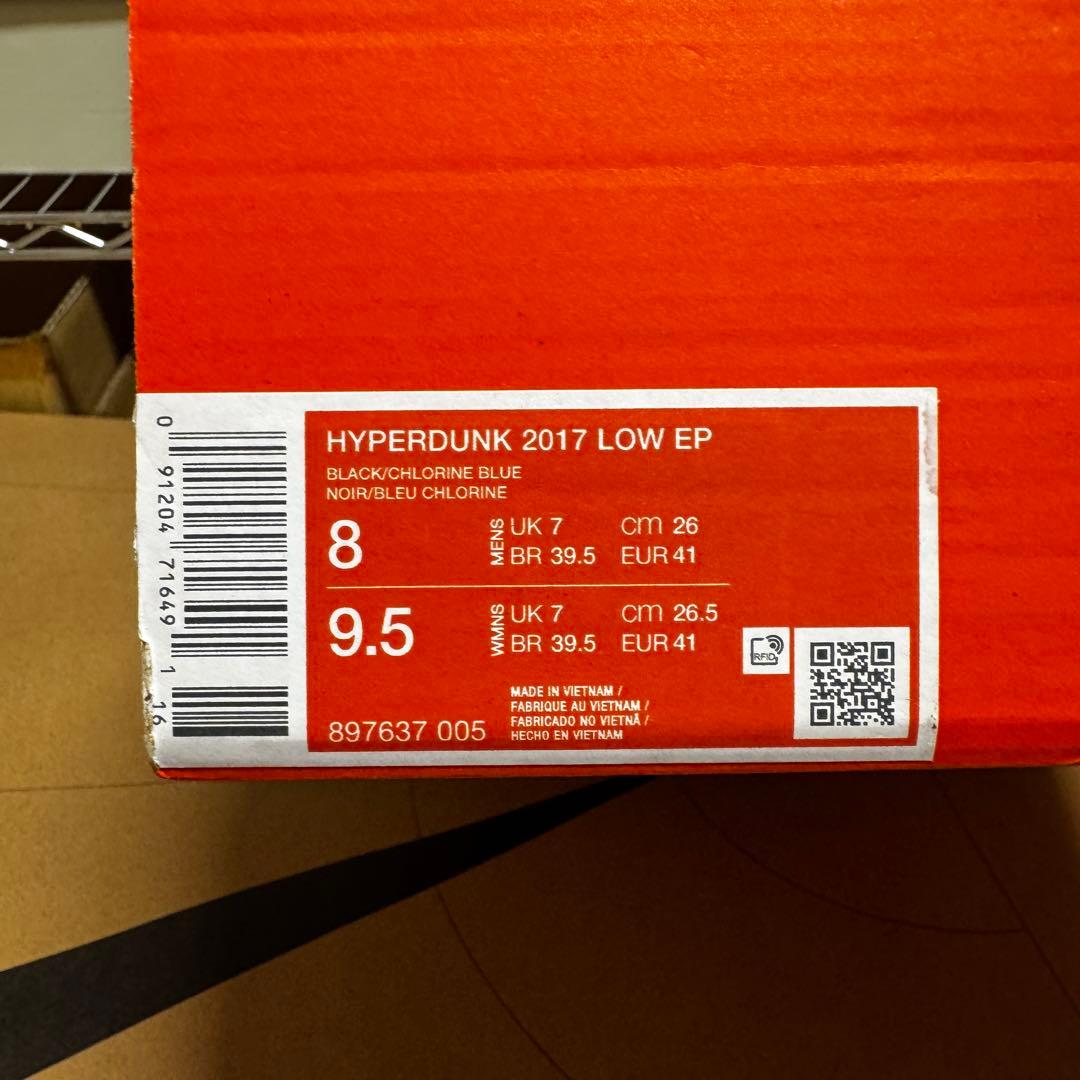 HYPERDUNK 2017 LOW EP
BLACK/CHLORINE BLUE
NOIR/BLEU CHLORINE
8
MENS
UK 7 cm 26
BR 39.5 EUR 41
9.5
WMNS
UK 7 cm 26.5
BR 39.5 EUR 41
RFID
897637 005
MADE IN VIETNAM /
FABRIQUE AU VIETNAM /
FABRICADO NO VIETNÃ /
HECHO EN VIETNAM
0 91204 71649 1
16